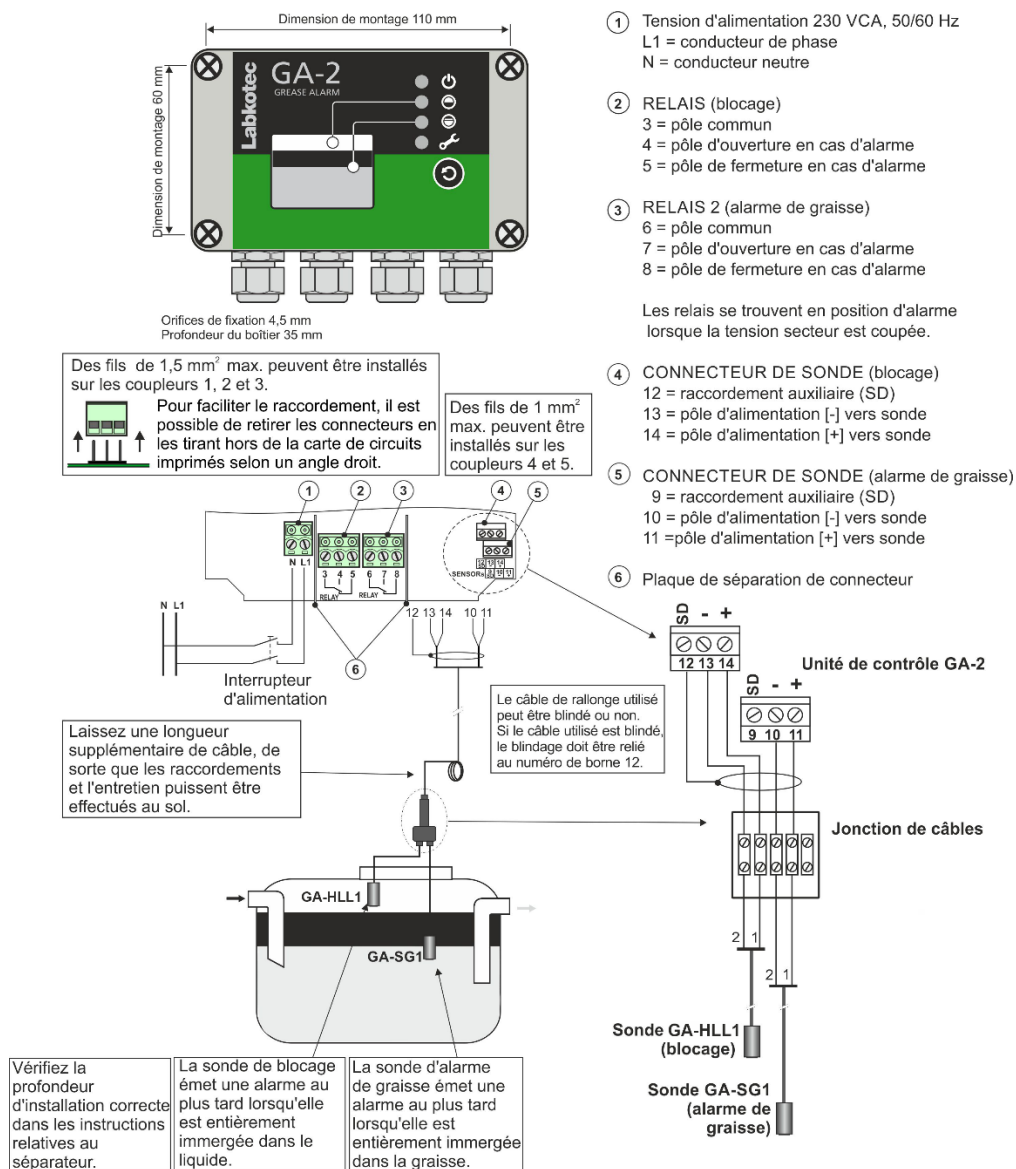 Dimension de montage 110 mm
Dimension de montage 60 mm
Labkotec
GA-2
GREASE ALARM
Orifices de fixation 4,5 mm
Profondeur du boîtier 35 mm
1 Tension d'alimentation 230 VCA, 50/60 Hz
L1 = conducteur de phase
N = conducteur neutre
2 RELAIS (blocage)
3 = pôle commun
4 = pôle d'ouverture en cas d'alarme
5 = pôle de fermeture en cas d'alarme
3 RELAIS 2 (alarme de graisse)
6 = pôle commun
7 = pôle d'ouverture en cas d'alarme
8 = pôle de fermeture en cas d'alarme
Les relais se trouvent en position d'alarme
lorsque la tension secteur est coupée.
4 CONNECTEUR DE SONDE (blocage)
12 = raccordement auxiliaire (SD)
13 = pôle d'alimentation [-] vers sonde
14 = pôle d'alimentation [+] vers sonde
5 CONNECTEUR DE SONDE (alarme de graisse)
9 = raccordement auxiliaire (SD)
10 = pôle d'alimentation [-] vers sonde
11 =pôle d'alimentation [+] vers sonde
6 Plaque de séparation de connecteur
Des fils de 1,5 mm² max. peuvent être installés
sur les coupleurs 1, 2 et 3.
Pour faciliter le raccordement, il est
possible de retirer les connecteurs en
les tirant hors de la carte de circuits
imprimés selon un angle droit.
Des fils de 1 mm²
max. peuvent être
installés sur les
coupleurs 4 et 5.
1 2 3 4 5
N L1
3 4 5 6 7 8
RELAY RELAY
SENSORs
12 13 14
9 10 11
N L1
12 13 14 10 11
6
Interrupteur
d'alimentation
Laissez une longueur
supplémentaire de câble, de
sorte que les raccordements
et l'entretien puissent être
effectués au sol.
Le câble de rallonge utilisé
peut être blindé ou non.
Si le câble utilisé est blindé,
le blindage doit être relié
au numéro de borne 12.
SD - +
12 13 14
Unité de contrôle GA-2
SD - +
9 10 11
Jonction de câbles
2 1
2 1
Sonde GA-HLL1
(blocage)
Sonde GA-SG1
(alarme de
graisse)
GA-HLL1
GA-SG1
Vérifiez la
profondeur
d'installation correcte
dans les instructions
relatives au
séparateur.
La sonde de blocage
émet une alarme au
plus tard lorsqu'elle
est entièrement
immergée dans le
liquide.
La sonde d'alarme
de graisse émet une
alarme au plus tard
lorsqu'elle est
entièrement immergée
dans la graisse.